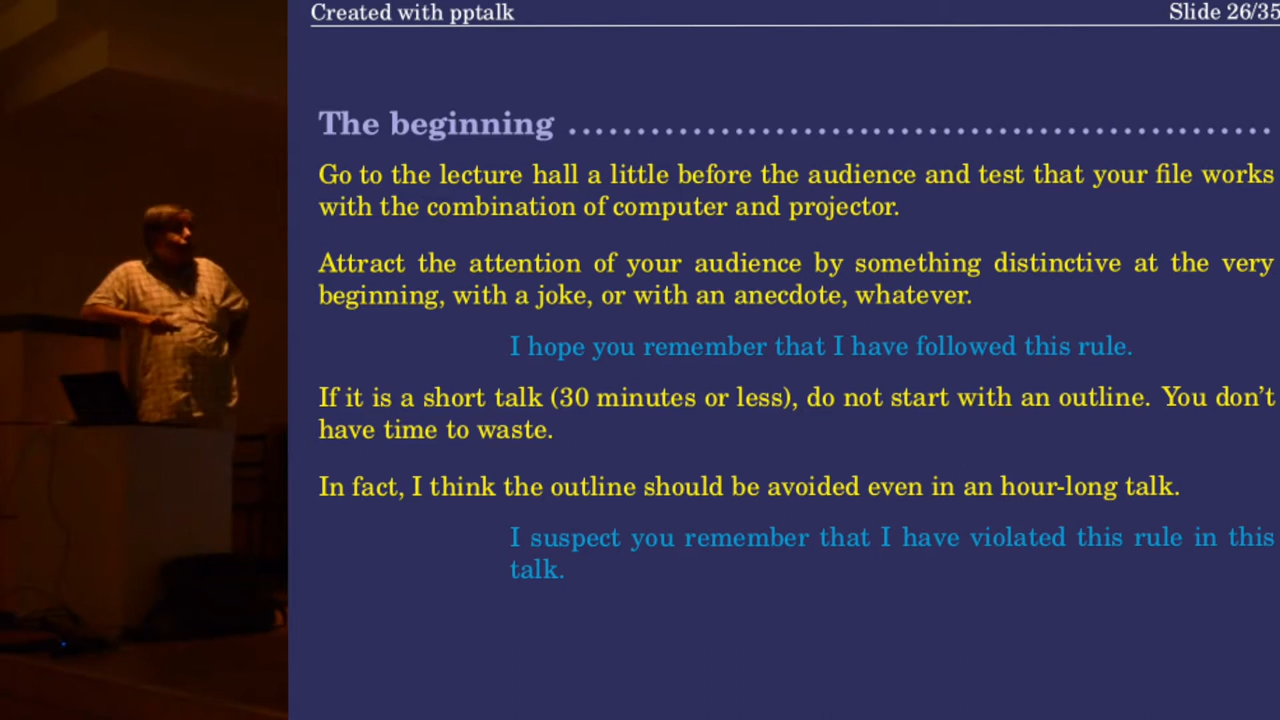 Created with pptalk
Slide 26/35
The beginning ....................................................
Go to the lecture hall a little before the audience and test that your file works
with the combination of computer and projector.
Attract the attention of your audience by something distinctive at the very
beginning, with a joke, or with an anecdote, whatever.
I hope you remember that I have followed this rule.
If it is a short talk (30 minutes or less), do not start with an outline. You don't
have time to waste.
In fact, I think the outline should be avoided even in an hour-long talk.
I suspect you remember that I have violated this rule in this
talk.